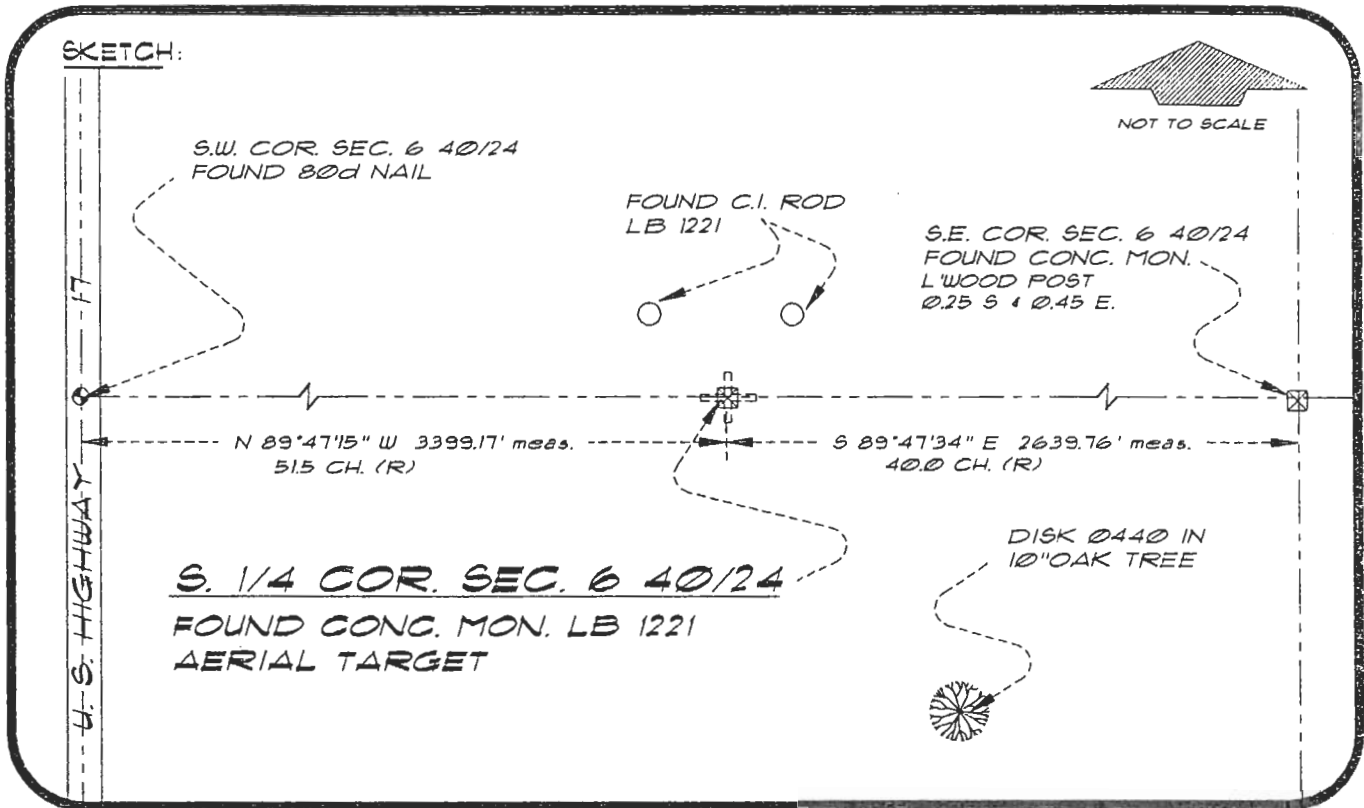 SKETCH:
NOT TO SCALE
S.W. COR. SEC. 6 40/24
FOUND 80d NAIL
FOUND C.I. ROD
LB 1221
S.E. COR. SEC. 6 40/24
FOUND CONC. MON.
L'WOOD POST
0.25 S & 0.45 E.
N 89°47'15" W 3399.17' meas.
51.5 CH. (R)
S 89°47'34" E 2639.76' meas.
40.0 CH. (R)
U.S. HIGHWAY 17
DISK 0440 IN
10" OAK TREE
S. 1/4 COR. SEC. 6 40/24
FOUND CONC. MON. LB 1221
AERIAL TARGET